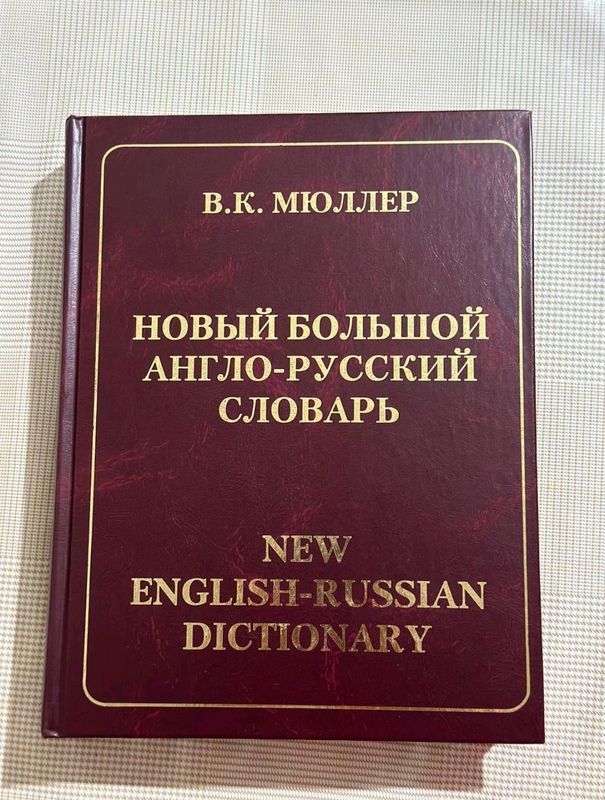 В.К. МЮЛЛЕР
НОВЫЙ БОЛЬШОЙ
АНГЛО-РУССКИЙ
СЛОВАРЬ
NEW
ENGLISH-RUSSIAN
DICTIONARY